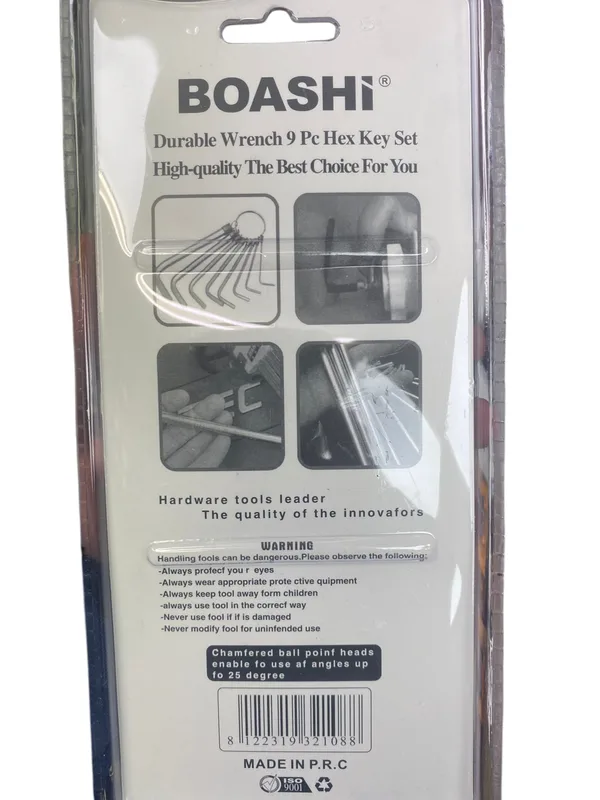 BOASHi®
Durable Wrench 9 Pc Hex Key Set
High-quality The Best Choice For You
Hardware tools leader
The quality of the innovafors
WARNING
Handling fools can be dangerous.Please observe the following:
-Always protecf you r eyes
-Always wear appropriate prote ctive quipment
-Always keep tool away form children
-always use tool in the correcf way
-Never use fool if if is damaged
-Never modify fool for uninfended use
Chamfered ball poinf heads
enable fo use af angles up
fo 25 degree
8 122319 321088
MADE IN P.R.C
ISO
9001